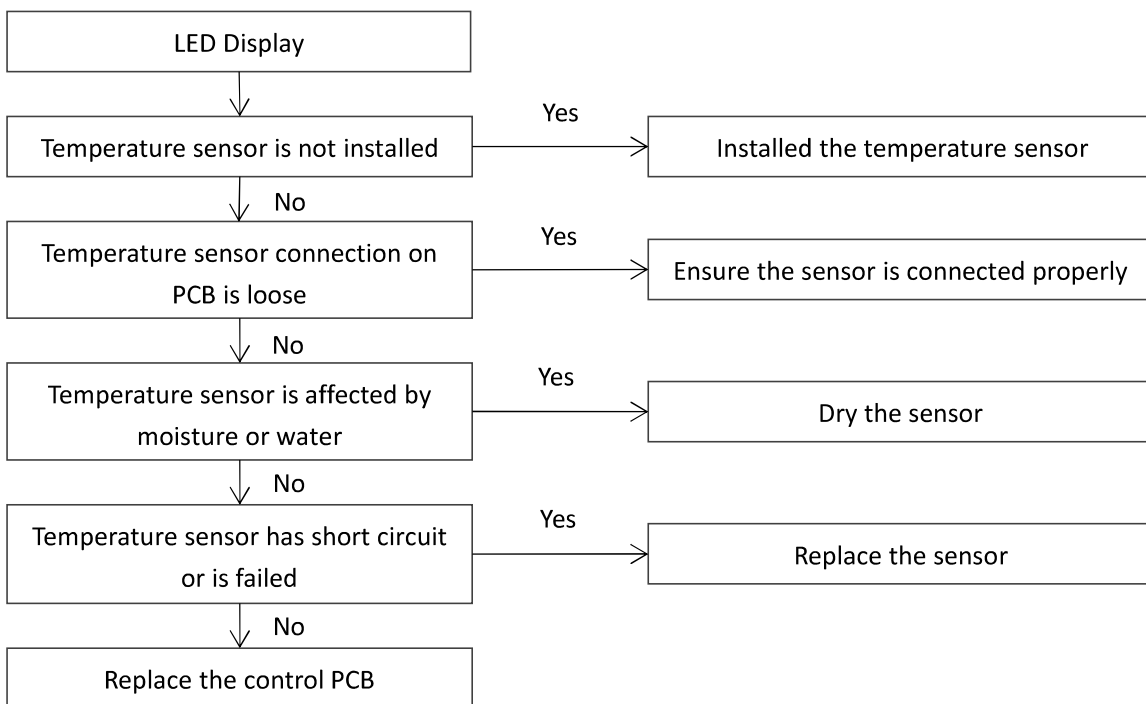 LED Display
Yes
Temperature sensor is not installed
Installed the temperature sensor
No
Temperature sensor connection on
PCB is loose
Yes
Ensure the sensor is connected properly
No
Temperature sensor is affected by
moisture or water
Yes
Dry the sensor
No
Temperature sensor has short circuit
or is failed
Yes
Replace the sensor
No
Replace the control PCB